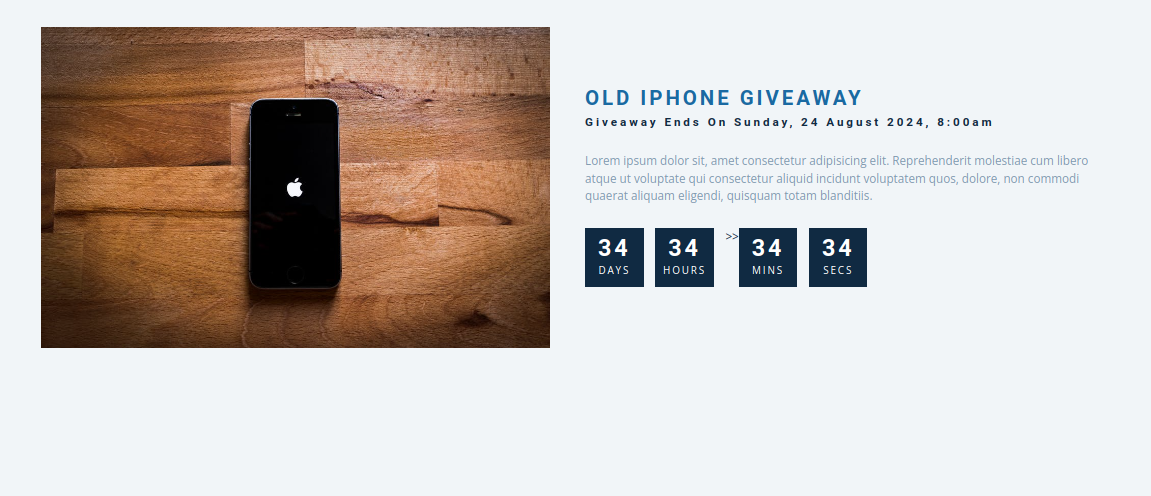 OLD IPHONE GIVEAWAY
Giveaway Ends On Sunday, 24 August 2024, 8:00am
Lorem ipsum dolor sit, amet consectetur adipisicing elit. Reprehenderit molestiae cum libero
atque ut voluptate qui consectetur aliquid incidunt voluptatem quos, dolore, non commodi
quaerat aliquam eligendi, quisquam totam blanditiis.
34 34 >> 34 34
DAYS HOURS MINS SECS